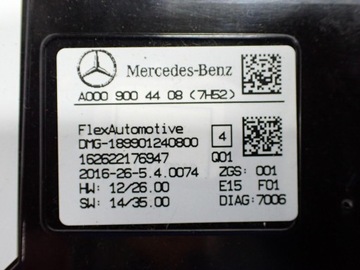 Mercedes-Benz
A000 900 44 08 (7H52)
FlexAutomotive
DMG-189901240800
162622176947
2016-26-5.4.0074
HW: 12/26.00
SW: 14/35.00
4
Q01
ZGS: 001
E15 F01
DIAG: 7006